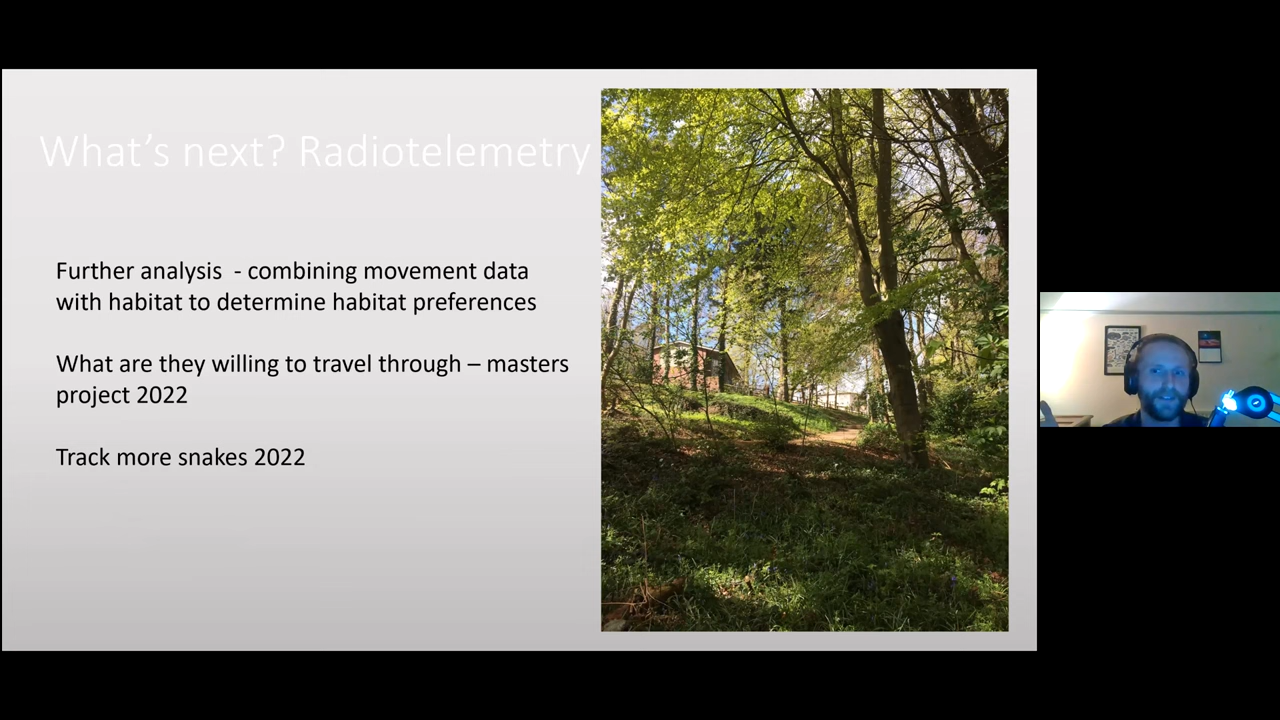 What's next? Radiotelemetry
Further analysis  - combining movement data
with habitat to determine habitat preferences
What are they willing to travel through – masters
project 2022
Track more snakes 2022